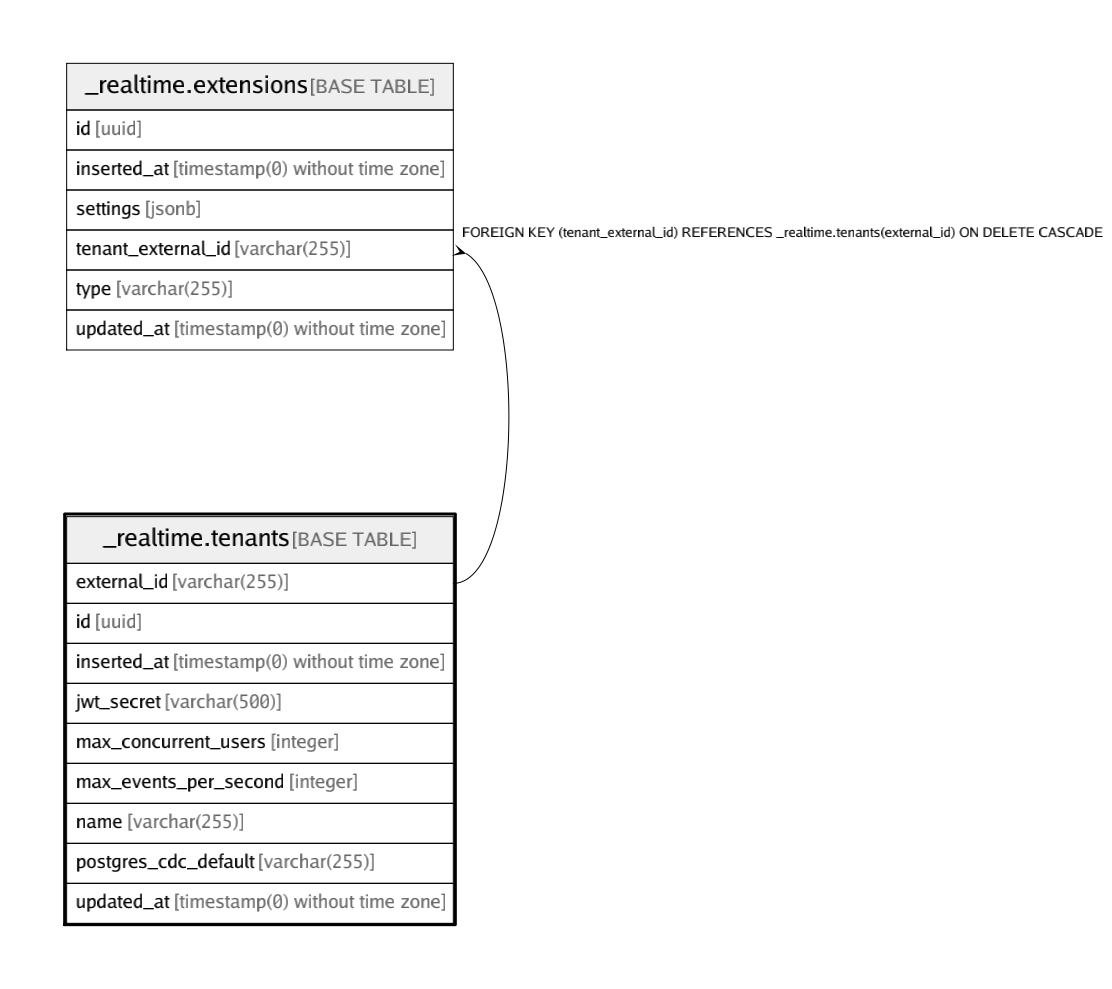 _realtime.extensions [BASE TABLE]
id [uuid]
inserted_at [timestamp(0) without time zone]
settings [jsonb]
tenant_external_id [varchar(255)]
type [varchar(255)]
updated_at [timestamp(0) without time zone]
FOREIGN KEY (tenant_external_id) REFERENCES _realtime.tenants(external_id) ON DELETE CASCADE
_realtime.tenants [BASE TABLE]
external_id [varchar(255)]
id [uuid]
inserted_at [timestamp(0) without time zone]
jwt_secret [varchar(500)]
max_concurrent_users [integer]
max_events_per_second [integer]
name [varchar(255)]
postgres_cdc_default [varchar(255)]
updated_at [timestamp(0) without time zone]